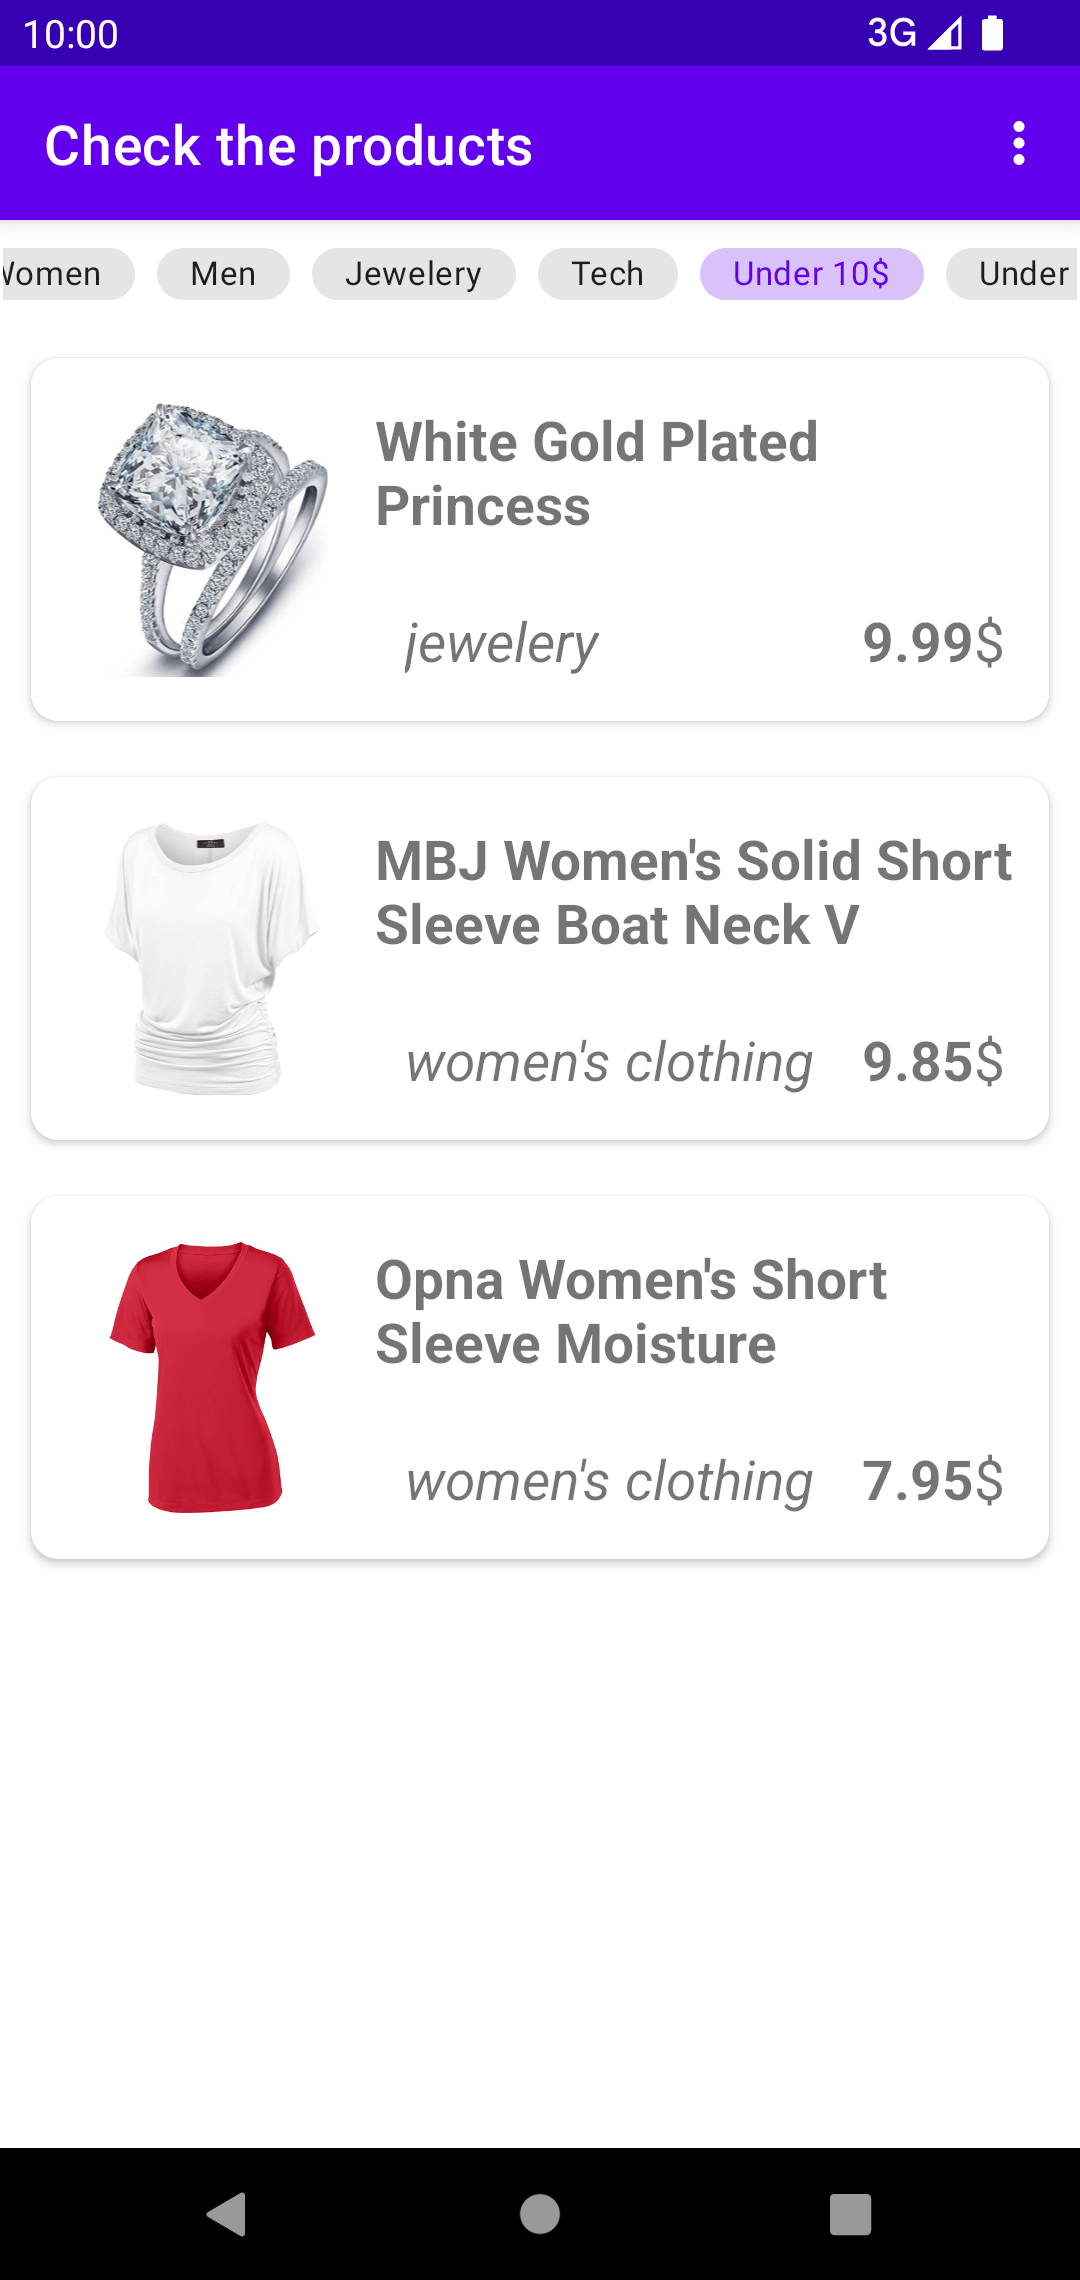 10:00 3G
Check the products
Women Men Jewelery Tech Under 10$ Under
White Gold Plated
Princess
jewelery 9.99$
MBJ Women's Solid Short
Sleeve Boat Neck V
women's clothing 9.85$
Opna Women's Short
Sleeve Moisture
women's clothing 7.95$